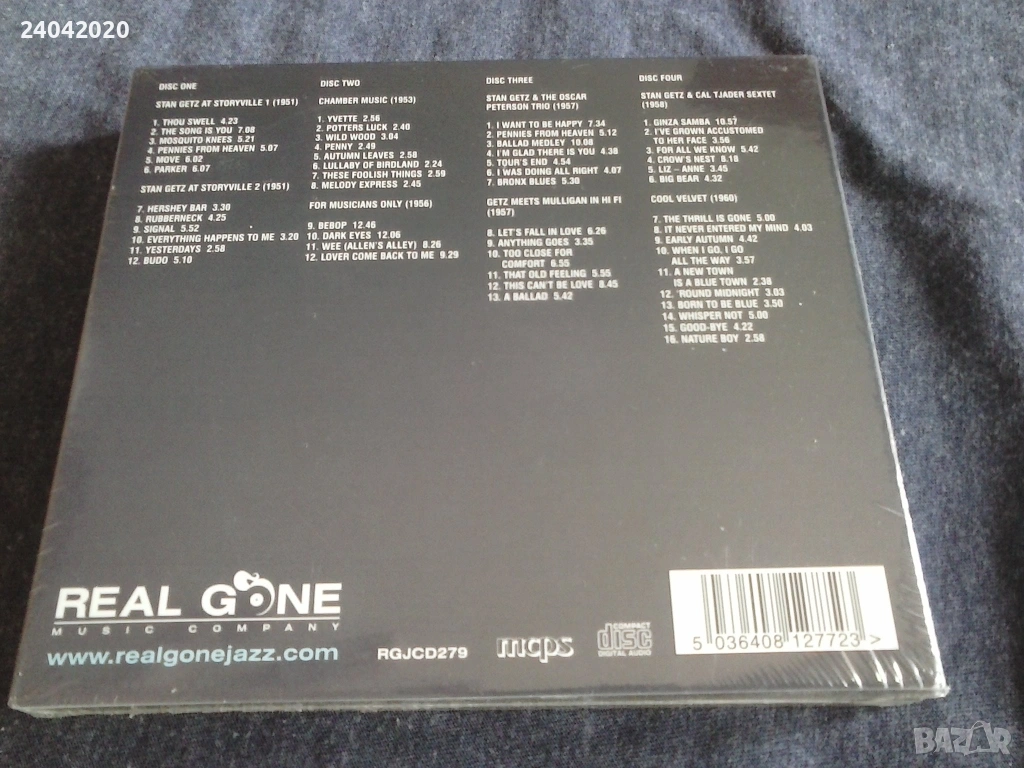 24042020
DISC ONE
STAN GETZ AT STORYVILLE 1 (1951)
1. THOU SWELL 4.23
2. THE SONG IS YOU 7.08
3. MOSQUITO KNEES 5.21
4. PENNIES FROM HEAVEN 5.07
5. MOVE 6.02
6. PARKER 6.07
STAN GETZ AT STORYVILLE 2 (1951)
7. HERSHEY BAR 3.30
8. RUBBERNECK 4.25
9. SIGNAL 5.52
10. EVERYTHING HAPPENS TO ME 3.20
11. YESTERDAYS 2.58
12. BUDO 5.10
DISC TWO
CHAMBER MUSIC (1953)
1. YVETTE 2.56
2. POTTERS LUCK 2.40
3. WILD WOOD 3.04
4. PENNY 2.49
5. AUTUMN LEAVES 2.58
6. LULLABY OF BIRDLAND 2.24
7. THESE FOOLISH THINGS 2.59
8. MELODY EXPRESS 2.45
FOR MUSICIANS ONLY (1956)
9. BEBOP 12.46
10. DARK EYES 12.06
11. WEE (ALLEN'S ALLEY) 8.26
12. LOVER COME BACK TO ME 9.29
DISC THREE
STAN GETZ & THE OSCAR
PETERSON TRIO (1957)
1. I WANT TO BE HAPPY 7.34
2. PENNIES FROM HEAVEN 5.12
3. BALLAD MEDLEY 10.08
4. I'M GLAD THERE IS YOU 4.38
5. TOUR'S END 4.54
6. I WAS DOING ALL RIGHT 4.07
7. BRONX BLUES 5.30
GETZ MEETS MULLIGAN IN HI FI
(1957)
8. LET'S FALL IN LOVE 6.26
9. ANYTHING GOES 3.35
10. TOO CLOSE FOR
COMFORT 6.55
11. THAT OLD FEELING 5.55
12. THIS CAN'T BE LOVE 8.45
13. A BALLAD 5.42
DISC FOUR
STAN GETZ & CAL TJADER SEXTET
(1958)
1. GINZA SAMBA 10.57
2. I'VE GROWN ACCUSTOMED
TO HER FACE 3.56
3. FOR ALL WE KNOW 5.42
4. CROW'S NEST 8.18
5. LIZ – ANNE 3.45
6. BIG BEAR 4.32
COOL VELVET (1960)
7. THE THRILL IS GONE 5.00
8. IT NEVER ENTERED MY MIND 4.03
9. EARLY AUTUMN 4.42
10. WHEN I GO, I GO
ALL THE WAY 3.57
11. A NEW TOWN
IS A BLUE TOWN 2.38
12. 'ROUND MIDNIGHT 3.03
13. BORN TO BE BLUE 3.50
14. WHISPER NOT 5.00
15. GOOD-BYE 4.22
16. NATURE BOY 2.58
REAL GONE
MUSIC COMPANY
www.realgonejazz.com
RGJCD279
mcps
COMPACT
disc
DIGITAL AUDIO
5 036408 127723 >
BAZAR